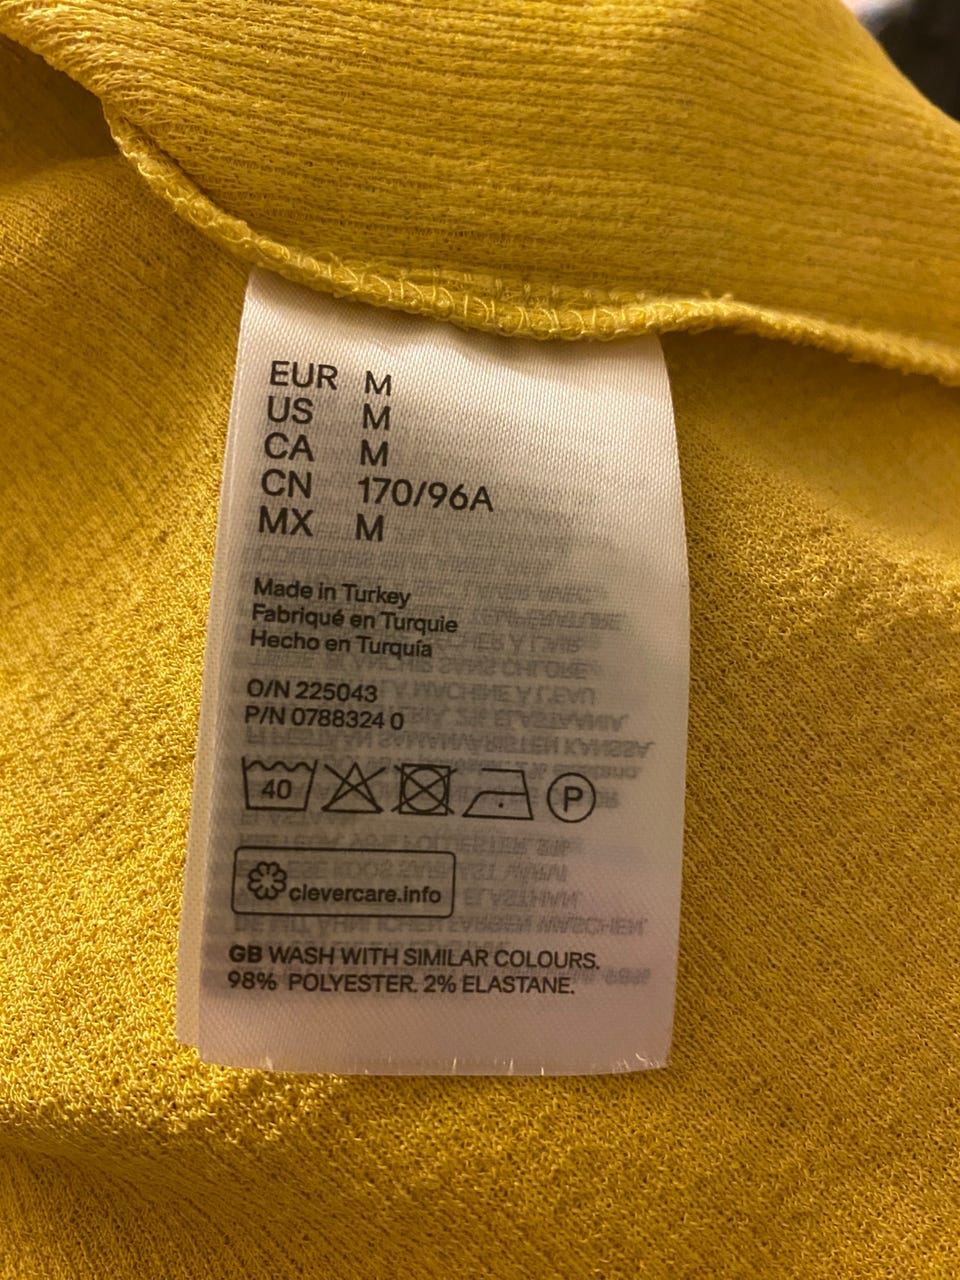 EUR M
US M
CA M
CN 170/96A
MX M
Made in Turkey
Fabriqué en Turquie
Hecho en Turquía
O/N 225043
P/N 0788324 0
40 P
clevercare.info
GB WASH WITH SIMILAR COLOURS.
98% POLYESTER. 2% ELASTANE.